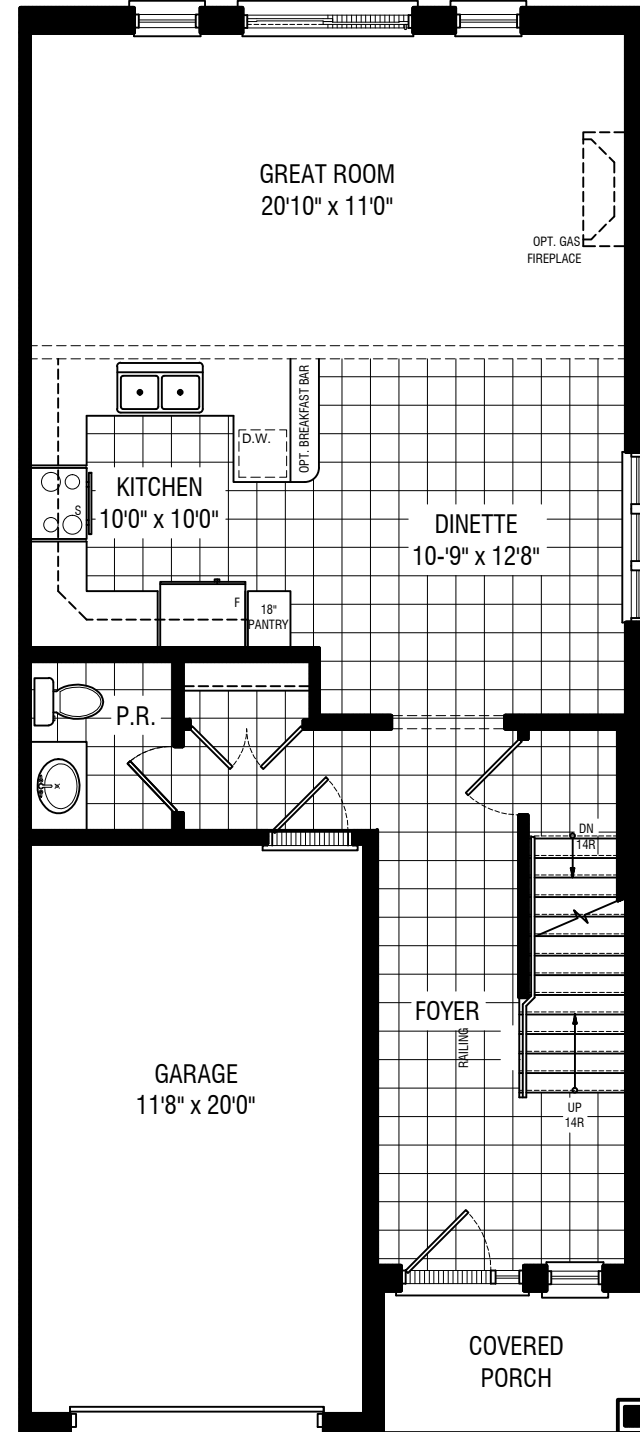 GREAT ROOM
20'10" x 11'0"
OPT. GAS
FIREPLACE
OPT. BREAKFAST BAR
D.W.
KITCHEN
10'0" x 10'0"
S
DINETTE
10-'9" x 12'8"
F
18"
PANTRY
P.R.
DN
14R
FOYER
RAILING
GARAGE
11'8" x 20'0"
UP
14R
COVERED
PORCH